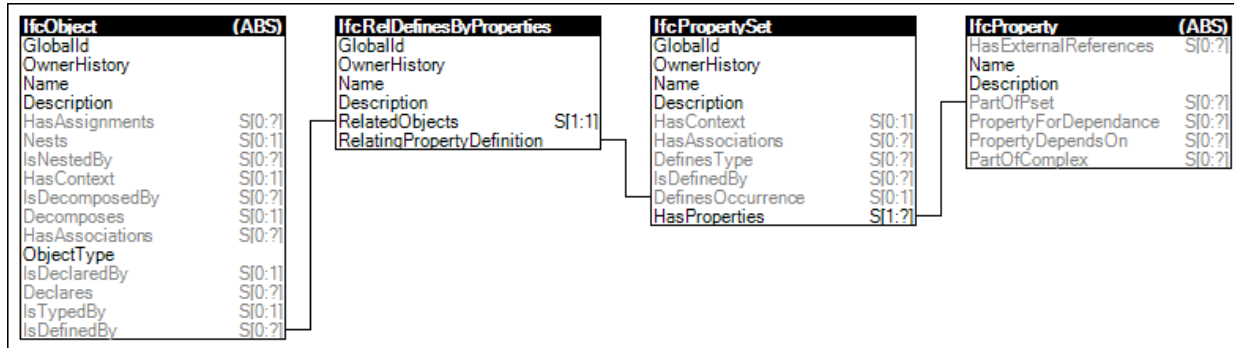 IfcObject (ABS)
GlobalId
OwnerHistory
Name
Description
HasAssignments S[0:?]
Nests S[0:1]
IsNestedBy S[0:?]
HasContext S[0:1]
IsDecomposedBy S[0:?]
Decomposes S[0:1]
HasAssociations S[0:?]
ObjectType
IsDeclaredBy S[0:1]
Declares S[0:?]
IsTypedBy S[0:1]
IsDefinedBy S[0:?]
IfcRelDefinesByProperties
GlobalId
OwnerHistory
Name
Description
RelatedObjects S[1:1]
RelatingPropertyDefinition
IfcPropertySet
GlobalId
OwnerHistory
Name
Description
HasContext S[0:1]
HasAssociations S[0:?]
DefinesType S[0:?]
IsDefinedBy S[0:?]
DefinesOccurrence S[0:1]
HasProperties S[1:?]
IfcProperty (ABS)
HasExternalReferences S[0:?]
Name
Description
PartOfPset S[0:?]
PropertyForDependance S[0:?]
PropertyDependsOn S[0:?]
PartOfComplex S[0:?]